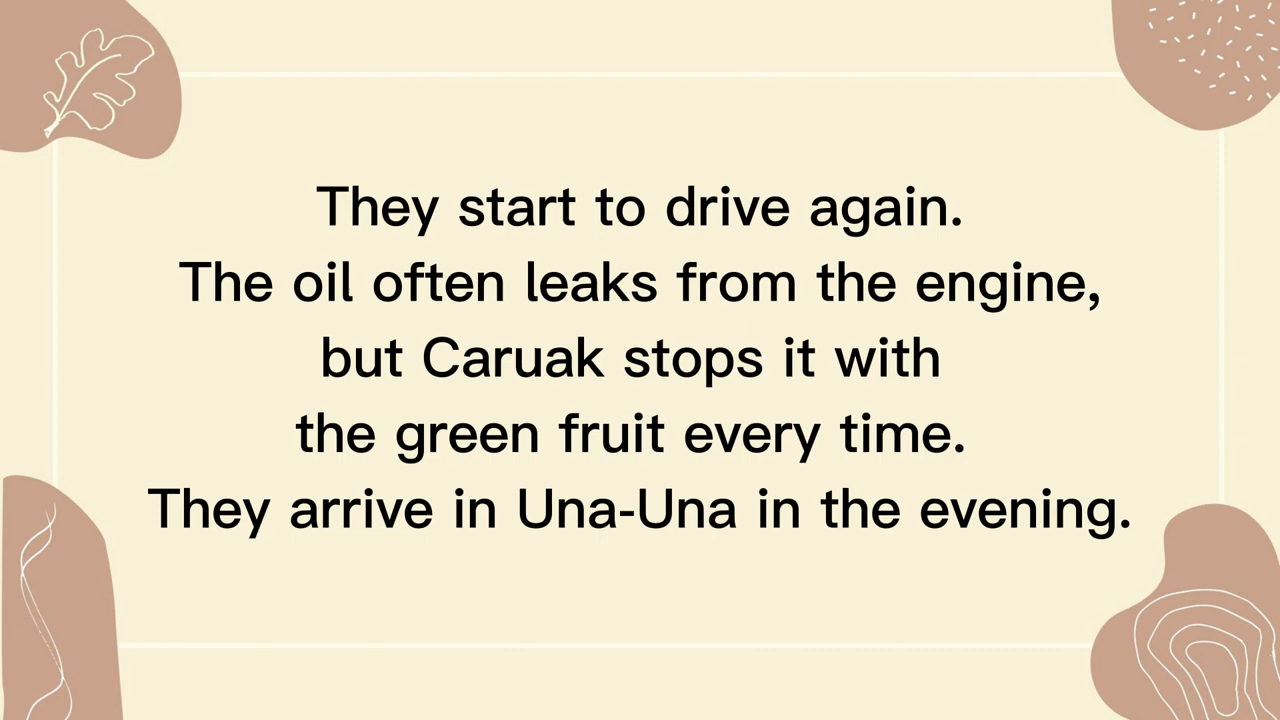 They start to drive again.
The oil often leaks from the engine,
but Caruak stops it with
the green fruit every time.
They arrive in Una-Una in the evening.